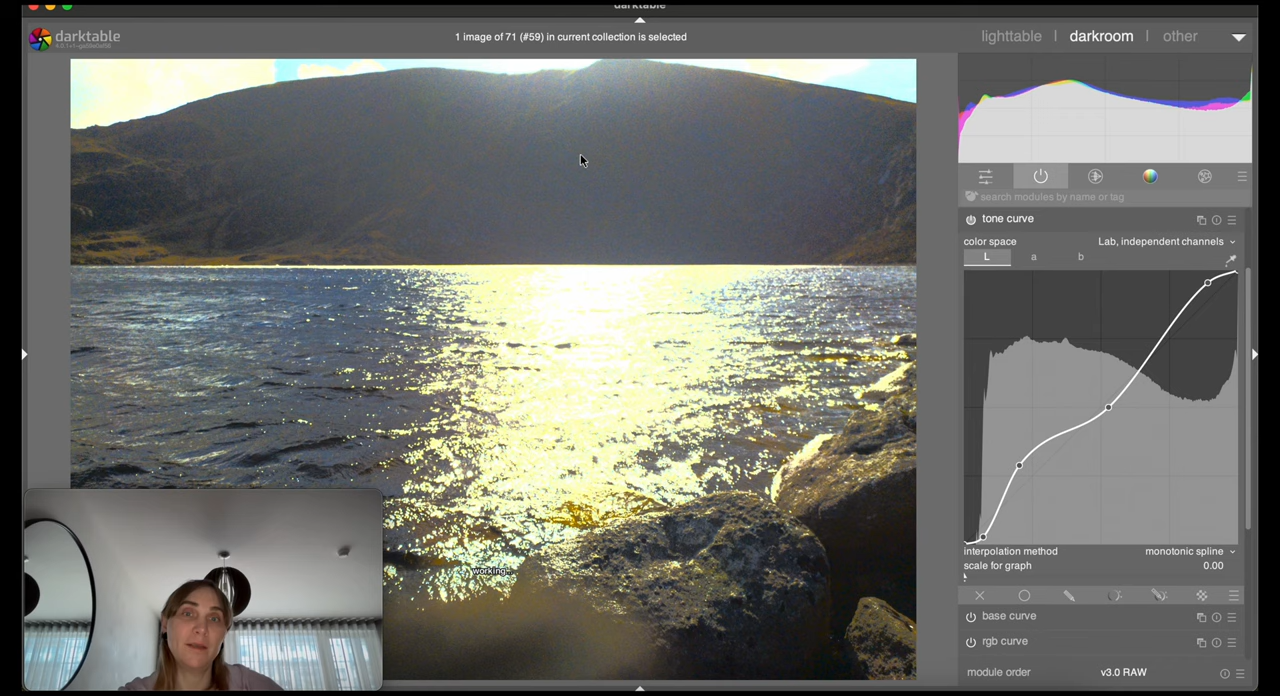 darktable
darktable
1 image of 71 (#59) in current collection is selected
lighttable | darkroom | other
search modules by name or tag
tone curve
color space Lab, independent channels
L a b
working..
interpolation method monotonic spline
scale for graph 0.00
base curve
rgb curve
module order v3.0 RAW